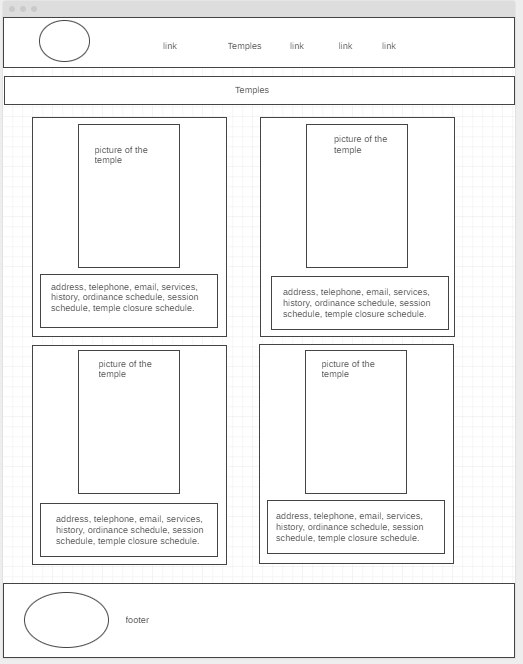 link Temples link link link
Temples
picture of the
temple
address, telephone, email, services,
history, ordinance schedule, session
schedule, temple closure schedule.
picture of the
temple
address, telephone, email, services,
history, ordinance schedule, session
schedule, temple closure schedule.
picture of the
temple
address, telephone, email, services,
history, ordinance schedule, session
schedule, temple closure schedule.
picture of the
temple
address, telephone, email, services,
history, ordinance schedule, session
schedule, temple closure schedule.
footer